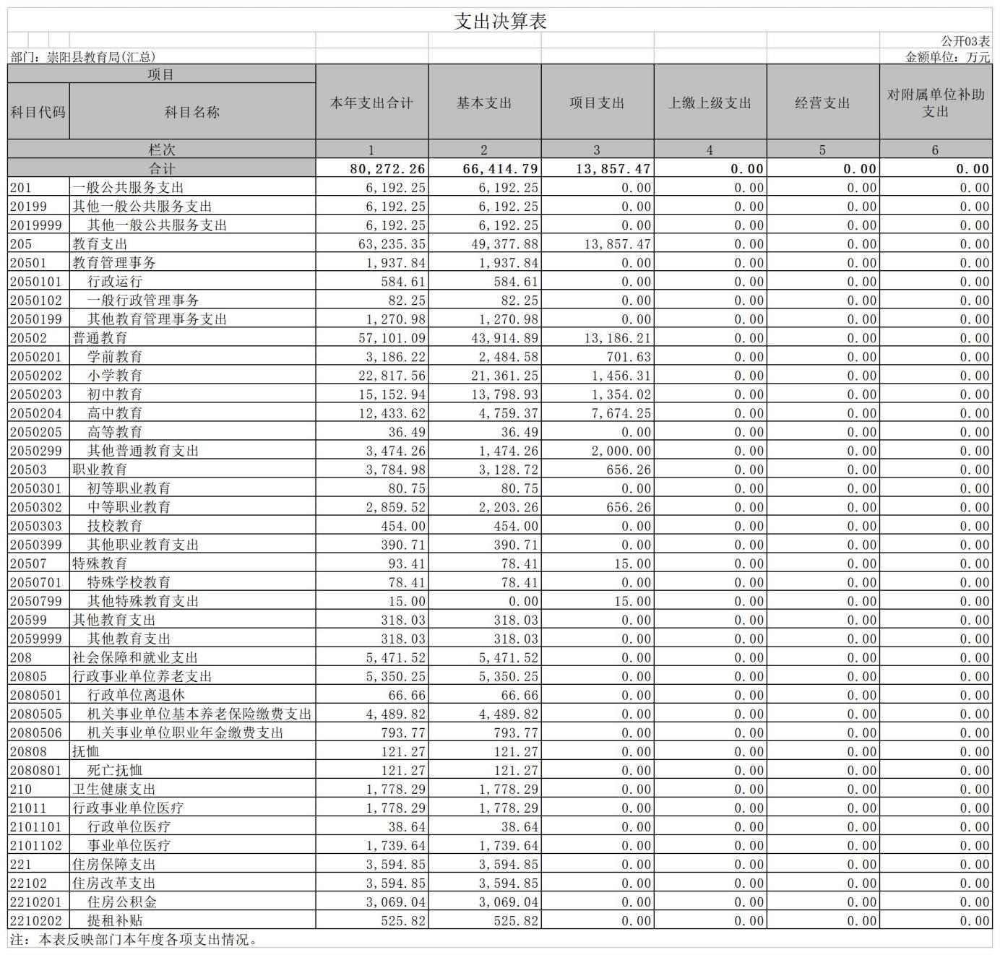 支出决算表
公开03表
部门：崇阳县教育局(汇总) 金额单位：万元
项目 本年支出合计 基本支出 项目支出 上缴上级支出 经营支出 对附属单位补助支出
科目代码 科目名称
栏次 1 2 3 4 5 6
合计 80,272.26 66,414.79 13,857.47 0.00 0.00 0.00
201 一般公共服务支出 6,192.25 6,192.25 0.00 0.00 0.00 0.00
20199 其他一般公共服务支出 6,192.25 6,192.25 0.00 0.00 0.00 0.00
2019999 其他一般公共服务支出 6,192.25 6,192.25 0.00 0.00 0.00 0.00
205 教育支出 63,235.35 49,377.88 13,857.47 0.00 0.00 0.00
20501 教育管理事务 1,937.84 1,937.84 0.00 0.00 0.00 0.00
2050101 行政运行 584.61 584.61 0.00 0.00 0.00 0.00
2050102 一般行政管理事务 82.25 82.25 0.00 0.00 0.00 0.00
2050199 其他教育管理事务支出 1,270.98 1,270.98 0.00 0.00 0.00 0.00
20502 普通教育 57,101.09 43,914.89 13,186.21 0.00 0.00 0.00
2050201 学前教育 3,186.22 2,484.58 701.63 0.00 0.00 0.00
2050202 小学教育 22,817.56 21,361.25 1,456.31 0.00 0.00 0.00
2050203 初中教育 15,152.94 13,798.93 1,354.02 0.00 0.00 0.00
2050204 高中教育 12,433.62 4,759.37 7,674.25 0.00 0.00 0.00
2050205 高等教育 36.49 36.49 0.00 0.00 0.00 0.00
2050299 其他普通教育支出 3,474.26 1,474.26 2,000.00 0.00 0.00 0.00
20503 职业教育 3,784.98 3,128.72 656.26 0.00 0.00 0.00
2050301 初等职业教育 80.75 80.75 0.00 0.00 0.00 0.00
2050302 中等职业教育 2,859.52 2,203.26 656.26 0.00 0.00 0.00
2050303 技校教育 454.00 454.00 0.00 0.00 0.00 0.00
2050399 其他职业教育支出 390.71 390.71 0.00 0.00 0.00 0.00
20507 特殊教育 93.41 78.41 15.00 0.00 0.00 0.00
2050701 特殊学校教育 78.41 78.41 0.00 0.00 0.00 0.00
2050799 其他特殊教育支出 15.00 0.00 15.00 0.00 0.00 0.00
20599 其他教育支出 318.03 318.03 0.00 0.00 0.00 0.00
2059999 其他教育支出 318.03 318.03 0.00 0.00 0.00 0.00
208 社会保障和就业支出 5,471.52 5,471.52 0.00 0.00 0.00 0.00
20805 行政事业单位养老支出 5,350.25 5,350.25 0.00 0.00 0.00 0.00
2080501 行政单位离退休 66.66 66.66 0.00 0.00 0.00 0.00
2080505 机关事业单位基本养老保险缴费支出 4,489.82 4,489.82 0.00 0.00 0.00 0.00
2080506 机关事业单位职业年金缴费支出 793.77 793.77 0.00 0.00 0.00 0.00
20808 抚恤 121.27 121.27 0.00 0.00 0.00 0.00
2080801 死亡抚恤 121.27 121.27 0.00 0.00 0.00 0.00
210 卫生健康支出 1,778.29 1,778.29 0.00 0.00 0.00 0.00
21011 行政事业单位医疗 1,778.29 1,778.29 0.00 0.00 0.00 0.00
2101101 行政单位医疗 38.64 38.64 0.00 0.00 0.00 0.00
2101102 事业单位医疗 1,739.64 1,739.64 0.00 0.00 0.00 0.00
221 住房保障支出 3,594.85 3,594.85 0.00 0.00 0.00 0.00
22102 住房改革支出 3,594.85 3,594.85 0.00 0.00 0.00 0.00
2210201 住房公积金 3,069.04 3,069.04 0.00 0.00 0.00 0.00
2210202 提租补贴 525.82 525.82 0.00 0.00 0.00 0.00
注：本表反映部门本年度各项支出情况。